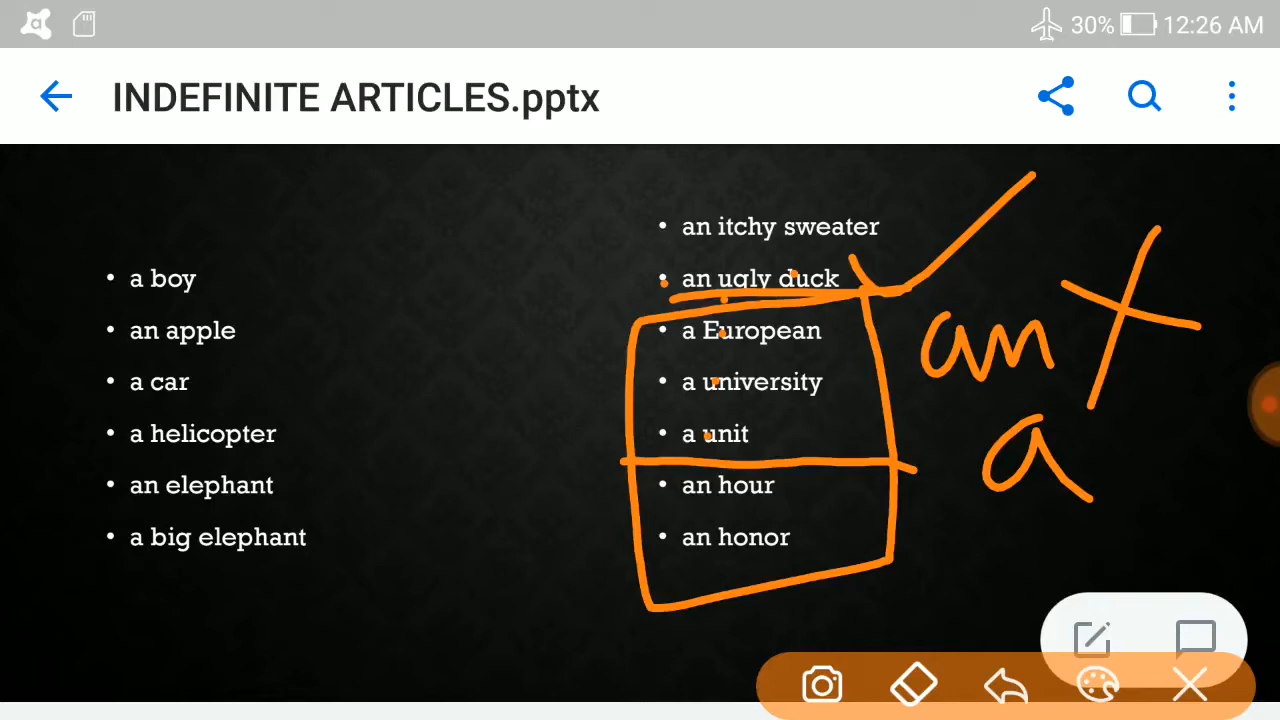 30% 12:26 AM
INDEFINITE ARTICLES.pptx
• a boy
• an apple
• a car
• a helicopter
• an elephant
• a big elephant
• an itchy sweater
• an ugly duck
• a European
• a university
• a unit
• an hour
• an honor
an
a